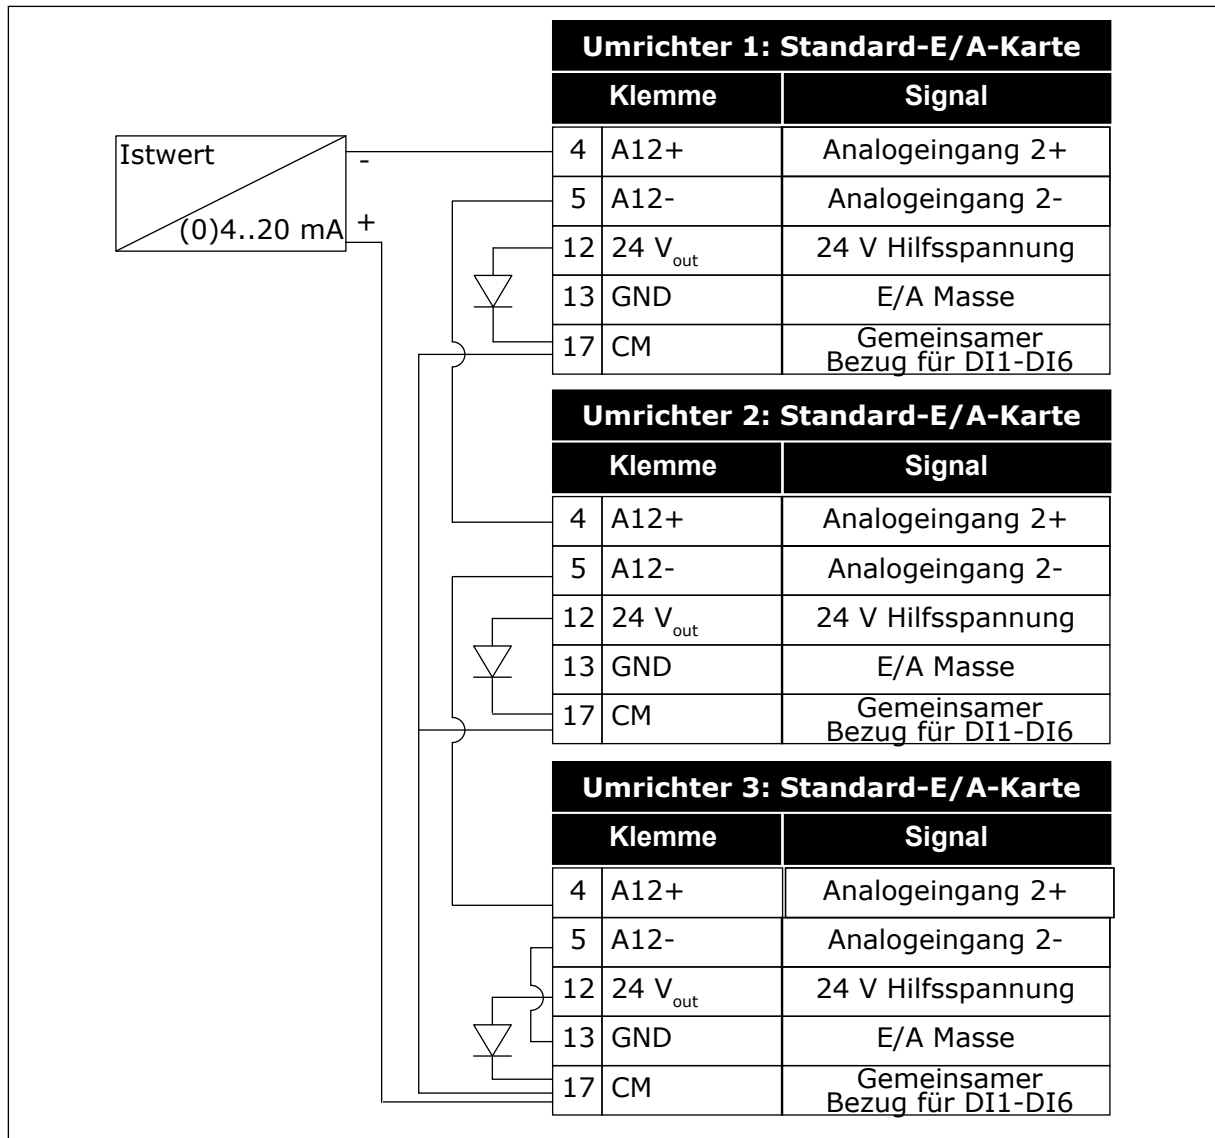 Umrichter 1: Standard-E/A-Karte
Klemme Signal
Istwert
-
(0)4..20 mA +
4 A12+ Analogeingang 2+
5 A12- Analogeingang 2-
12 24 Vout 24 V Hilfsspannung
13 GND E/A Masse
17 CM Gemeinsamer
Bezug für DI1-DI6
Umrichter 2: Standard-E/A-Karte
Klemme Signal
4 A12+ Analogeingang 2+
5 A12- Analogeingang 2-
12 24 Vout 24 V Hilfsspannung
13 GND E/A Masse
17 CM Gemeinsamer
Bezug für DI1-DI6
Umrichter 3: Standard-E/A-Karte
Klemme Signal
4 A12+ Analogeingang 2+
5 A12- Analogeingang 2-
12 24 Vout 24 V Hilfsspannung
13 GND E/A Masse
17 CM Gemeinsamer
Bezug für DI1-DI6